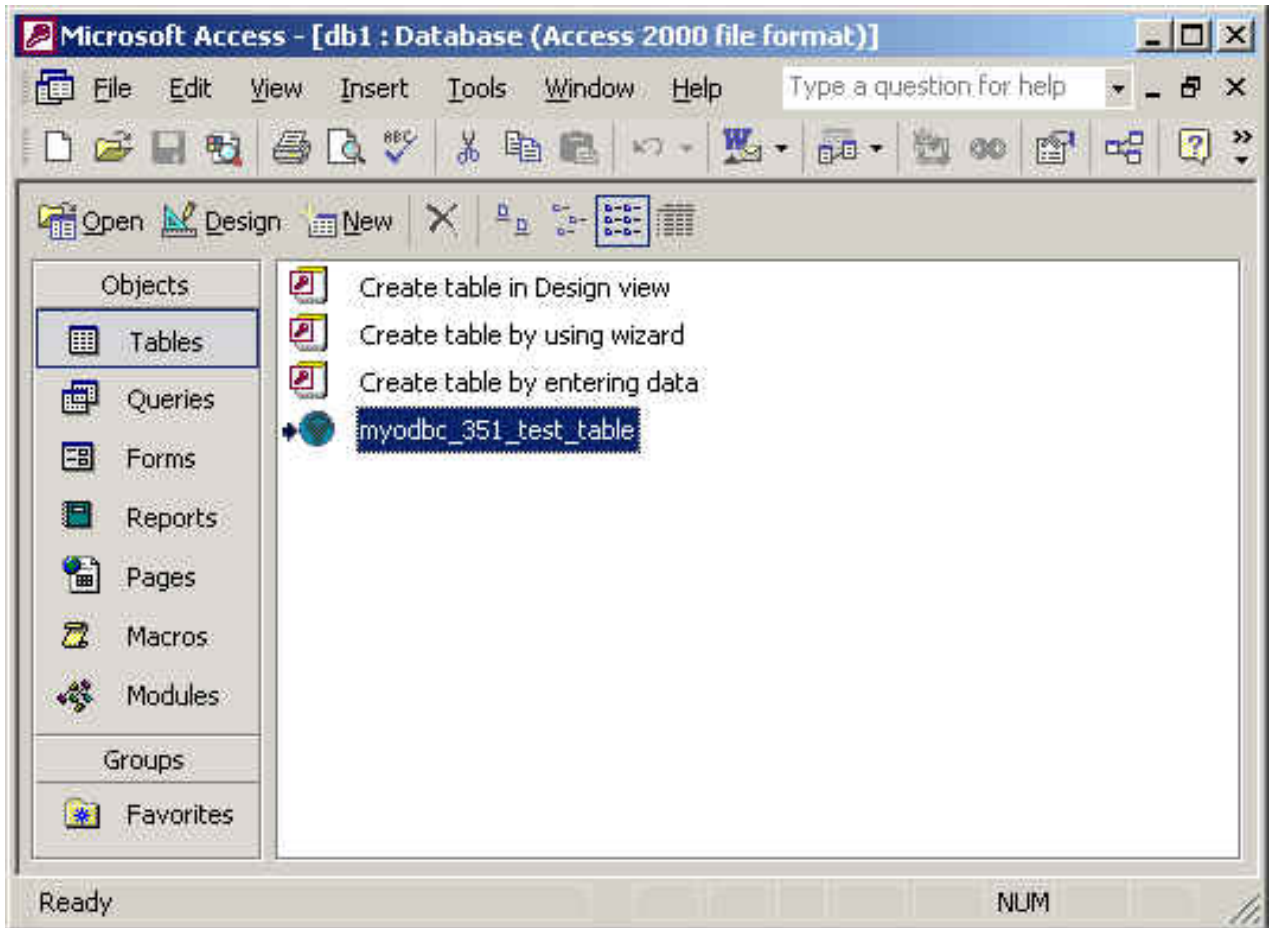 Microsoft Access - [db1 : Database (Access 2000 file format)]
File Edit View Insert Tools Window Help Type a question for help
ABC W
Open Design New
Objects
Tables
Queries
Forms
Reports
Pages
Macros
Modules
Groups
Favorites
Create table in Design view
Create table by using wizard
Create table by entering data
myodbc_351_test_table
Ready NUM